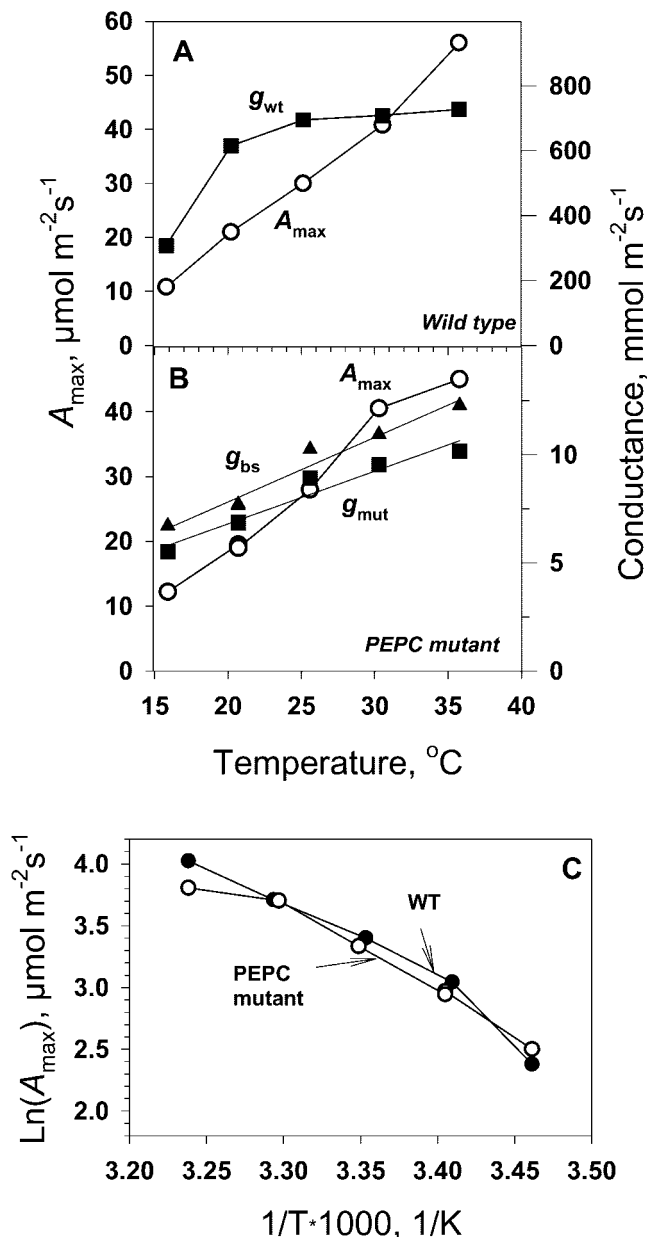 60
A
50
800
g_wt
40
600
30
400
A_max
20
200
10
Wild type
0
0
B
A_max
40
10
g_bs
30
g_mut
20
5
10
PEPC mutant
0
0
15 20 25 30 35 40
Temperature, °C
A_max, μmol m⁻²s⁻¹
Conductance, mmol m⁻²s⁻¹
C
4.0
WT
3.5
PEPC
mutant
3.0
2.5
2.0
3.20 3.25 3.30 3.35 3.40 3.45 3.50
1/T*1000, 1/K
Ln(A_max), μmol m⁻²s⁻¹